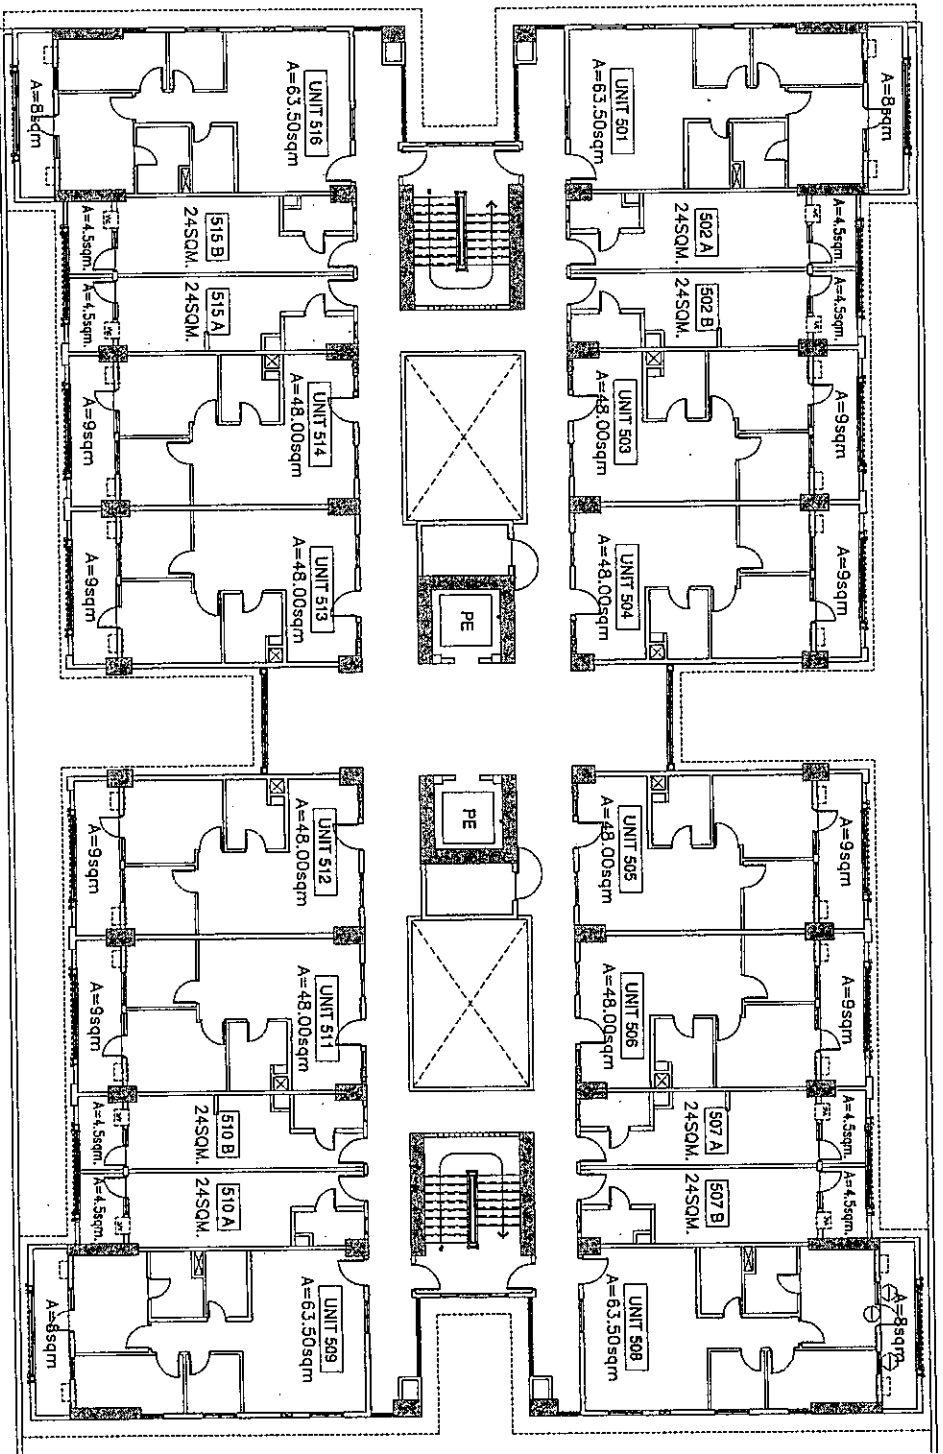 UNIT 501
A=63.50sqm
A=8sqm
502 A
24SQM.
A=4.5sqm.
502 B
24SQM.
A=4.5sqm.
UNIT 503
A=48.00sqm
A=9sqm
UNIT 504
A=48.00sqm
A=9sqm
UNIT 505
A=48.00sqm
A=9sqm
UNIT 506
A=48.00sqm
A=9sqm
507 A
24SQM.
A=4.5sqm.
507 B
24SQM.
A=4.5sqm.
UNIT 508
A=63.50sqm
A=8sqm
PE
PE
UNIT 516
A=63.50sqm
A=8sqm
515 B
24SQM.
A=4.5sqm.
515 A
24SQM.
A=4.5sqm.
UNIT 514
A=48.00sqm
A=9sqm
UNIT 513
A=48.00sqm
A=9sqm
UNIT 512
A=48.00sqm
A=9sqm
UNIT 511
A=48.00sqm
A=9sqm
510 B
24SQM.
A=4.5sqm.
510 A
24SQM.
A=4.5sqm.
UNIT 509
A=63.50sqm
A=8sqm